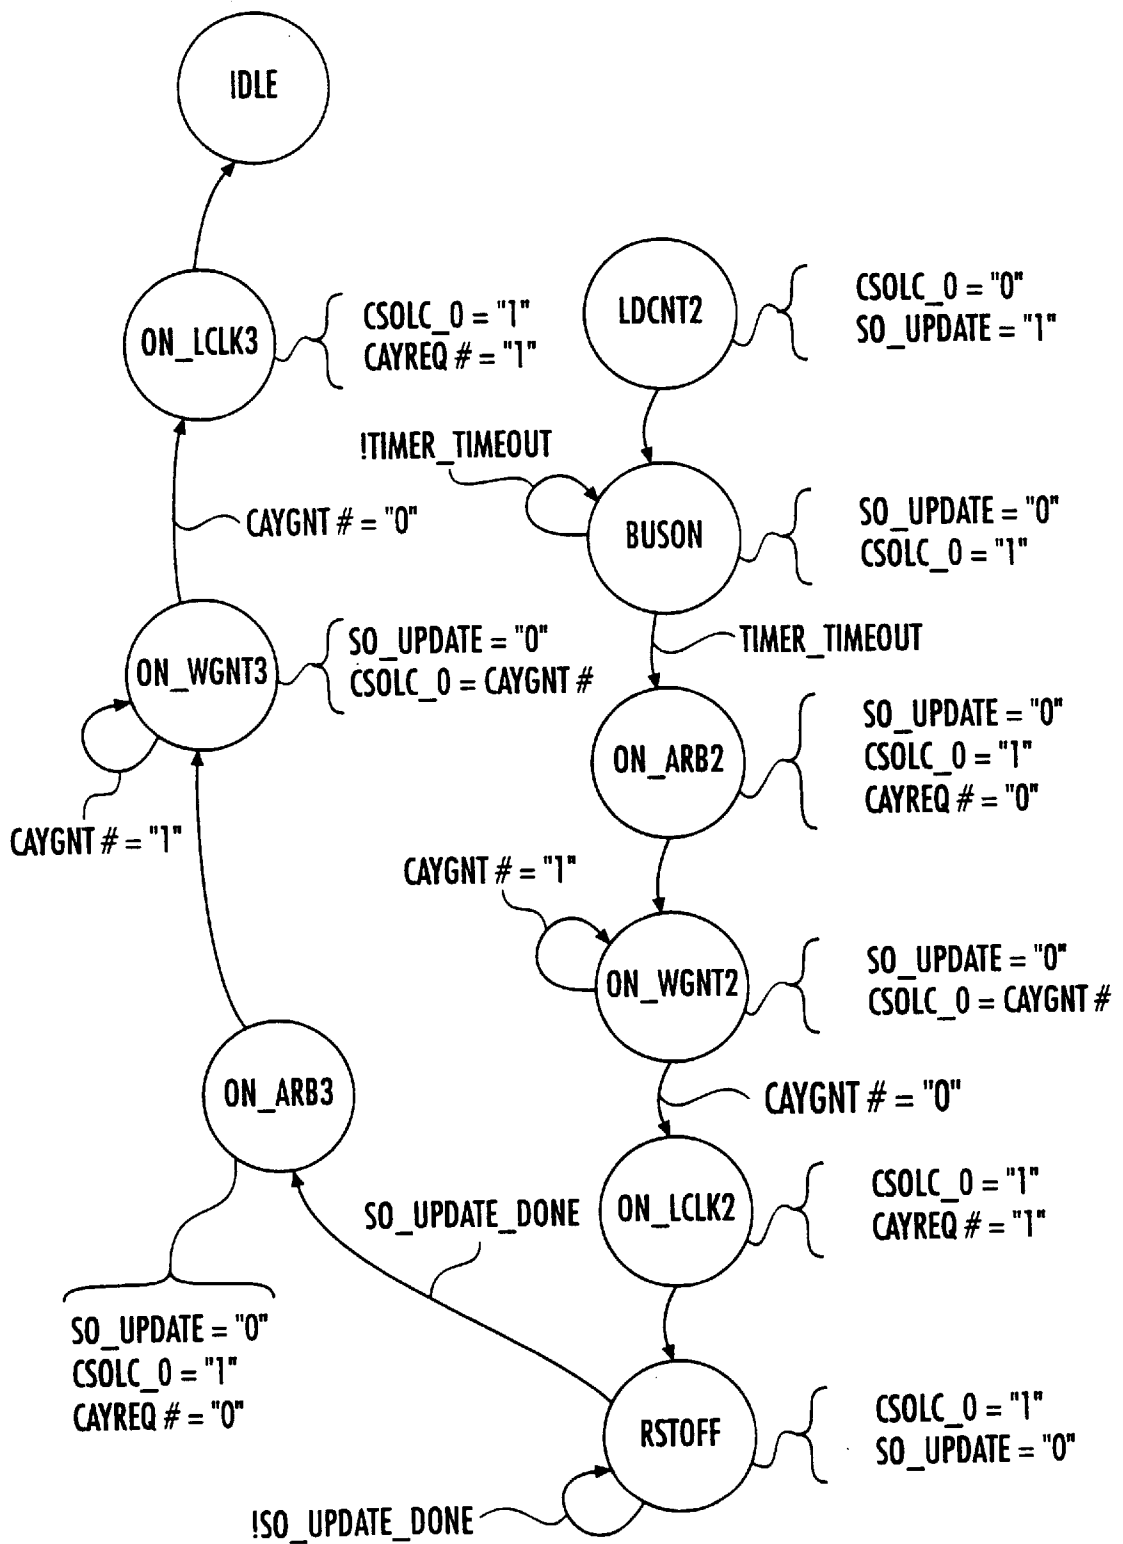 IDLE
ON_LCLK3
CSOLC_0 = "1"
CAYREQ # = "1"
LDCNT2
CSOLC_0 = "0"
SO_UPDATE = "1"
!TIMER_TIMEOUT
CAYGNT # = "0"
BUSON
SO_UPDATE = "0"
CSOLC_0 = "1"
TIMER_TIMEOUT
ON_WGNT3
SO_UPDATE = "0"
CSOLC_0 = CAYGNT #
CAYGNT # = "1"
ON_ARB2
SO_UPDATE = "0"
CSOLC_0 = "1"
CAYREQ # = "0"
CAYGNT # = "1"
ON_WGNT2
SO_UPDATE = "0"
CSOLC_0 = CAYGNT #
CAYGNT # = "0"
ON_ARB3
SO_UPDATE_DONE
ON_LCLK2
CSOLC_0 = "1"
CAYREQ # = "1"
SO_UPDATE = "0"
CSOLC_0 = "1"
CAYREQ # = "0"
RSTOFF
CSOLC_0 = "1"
SO_UPDATE = "0"
!SO_UPDATE_DONE